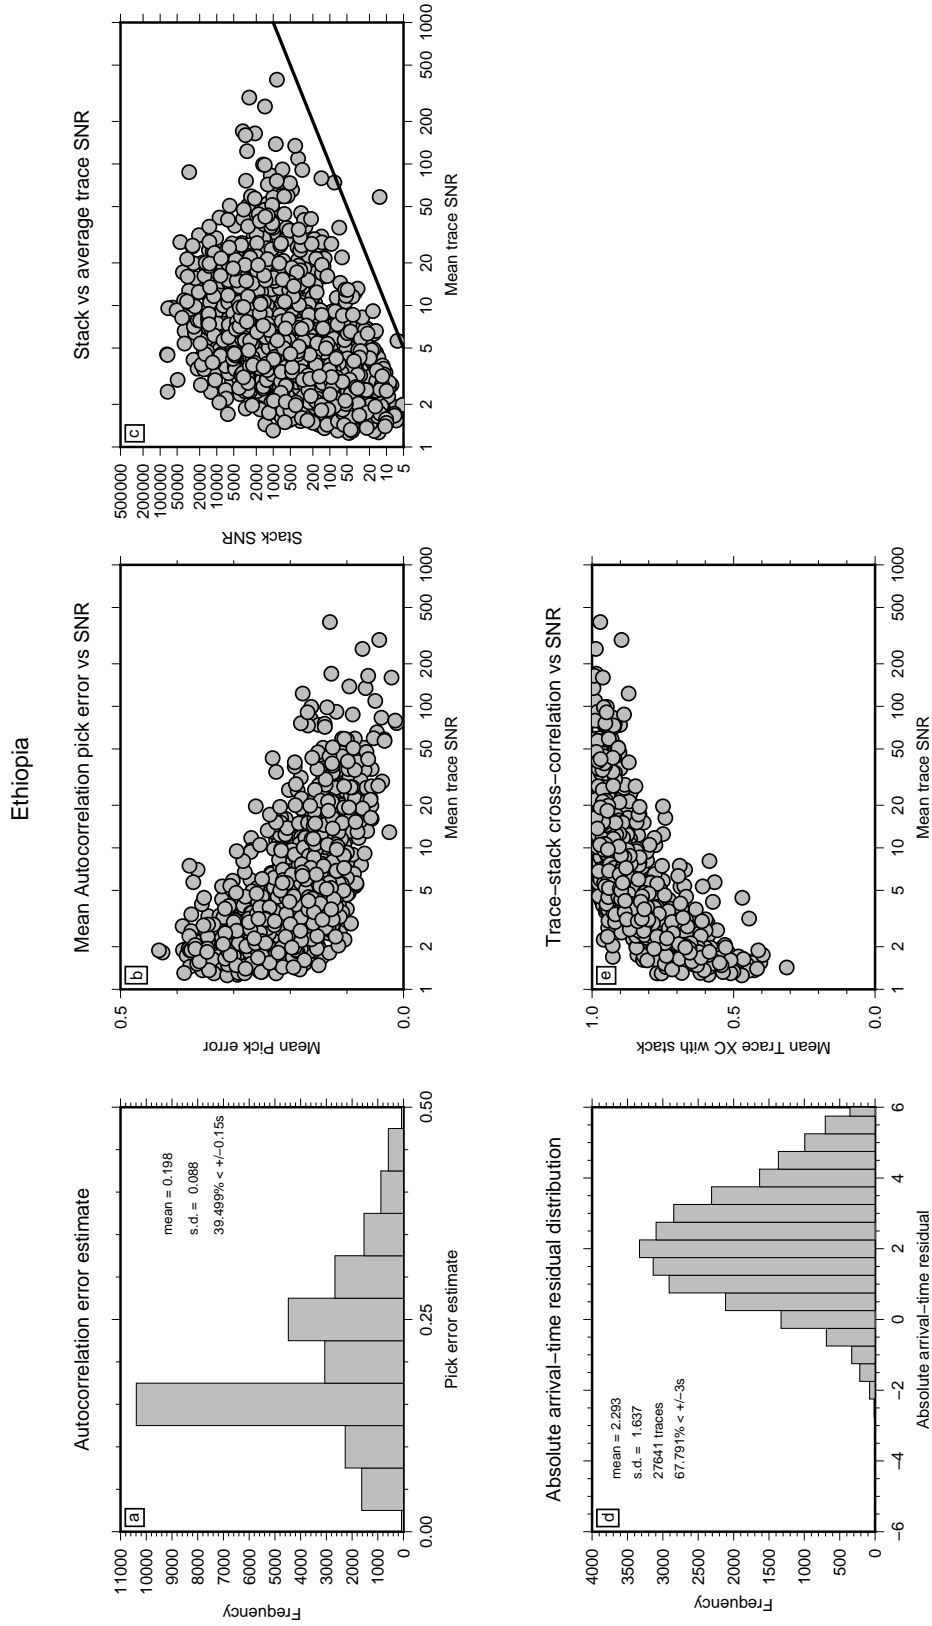 Ethiopia
Autocorrelation error estimate
a
mean = 0.198
s.d. = 0.088
39.499% < +/−0.15s
11000
10000
9000
8000
7000
6000
5000
4000
3000
2000
1000
0
Frequency
0.00
0.25
0.50
Pick error estimate
Mean Autocorrelation pick error vs SNR
b
0.5
0.0
Mean Pick error
1
2
5
10
20
50
100
200
500
1000
Mean trace SNR
Stack vs average trace SNR
c
500000
200000
100000
50000
20000
10000
5000
2000
1000
500
200
100
50
20
10
5
Stack SNR
1
2
5
10
20
50
100
200
500
1000
Mean trace SNR
Absolute arrival−time residual distribution
d
mean = 2.293
s.d. = 1.637
27641 traces
67.791% < +/−3s
4000
3500
3000
2500
2000
1500
1000
500
0
Frequency
−6
−4
−2
0
2
4
6
Absolute arrival−time residual
Trace−stack cross−correlation vs SNR
e
1.0
0.5
0.0
Mean Trace XC with stack
1
2
5
10
20
50
100
200
500
1000
Mean trace SNR